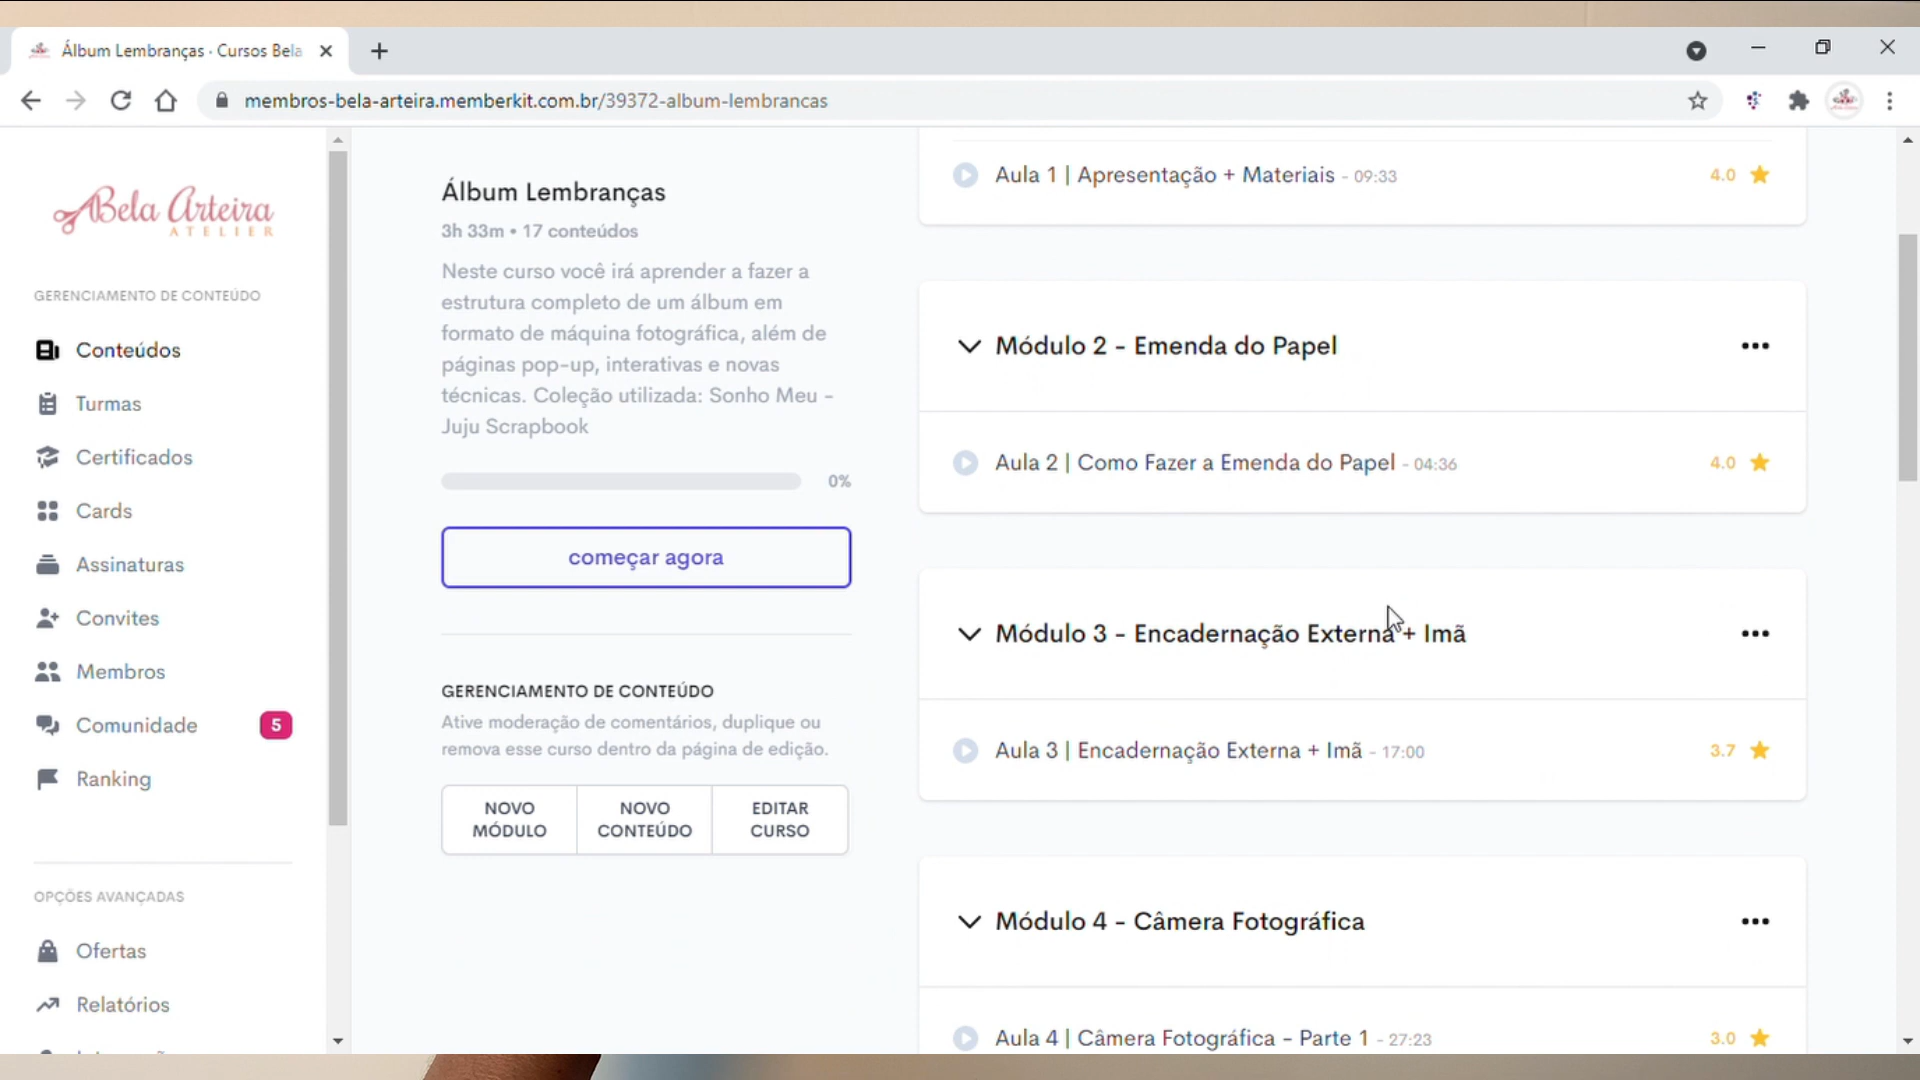 Álbum Lembranças · Cursos Bela
membros-bela-arteira.memberkit.com.br/39372-album-lembrancas
Bela Arteira
ATELIER
GERENCIAMENTO DE CONTEÚDO
Conteúdos
Turmas
Certificados
Cards
Assinaturas
Convites
Membros
Comunidade 5
Ranking
OPÇÕES AVANÇADAS
Ofertas
Relatórios
Álbum Lembranças
3h 33m • 17 conteúdos
Neste curso você irá aprender a fazer a
estrutura completo de um álbum em
formato de máquina fotográfica, além de
páginas pop-up, interativas e novas
técnicas. Coleção utilizada: Sonho Meu -
Juju Scrapbook
0%
começar agora
GERENCIAMENTO DE CONTEÚDO
Ative moderação de comentários, duplique ou
remova esse curso dentro da página de edição.
NOVO MÓDULO
NOVO CONTEÚDO
EDITAR CURSO
Aula 1 | Apresentação + Materiais - 09:33 4.0
Módulo 2 - Emenda do Papel
Aula 2 | Como Fazer a Emenda do Papel - 04:36 4.0
Módulo 3 - Encadernação Externa + Imã
Aula 3 | Encadernação Externa + Imã - 17:00 3.7
Módulo 4 - Câmera Fotográfica
Aula 4 | Câmera Fotográfica - Parte 1 - 27:23 3.0